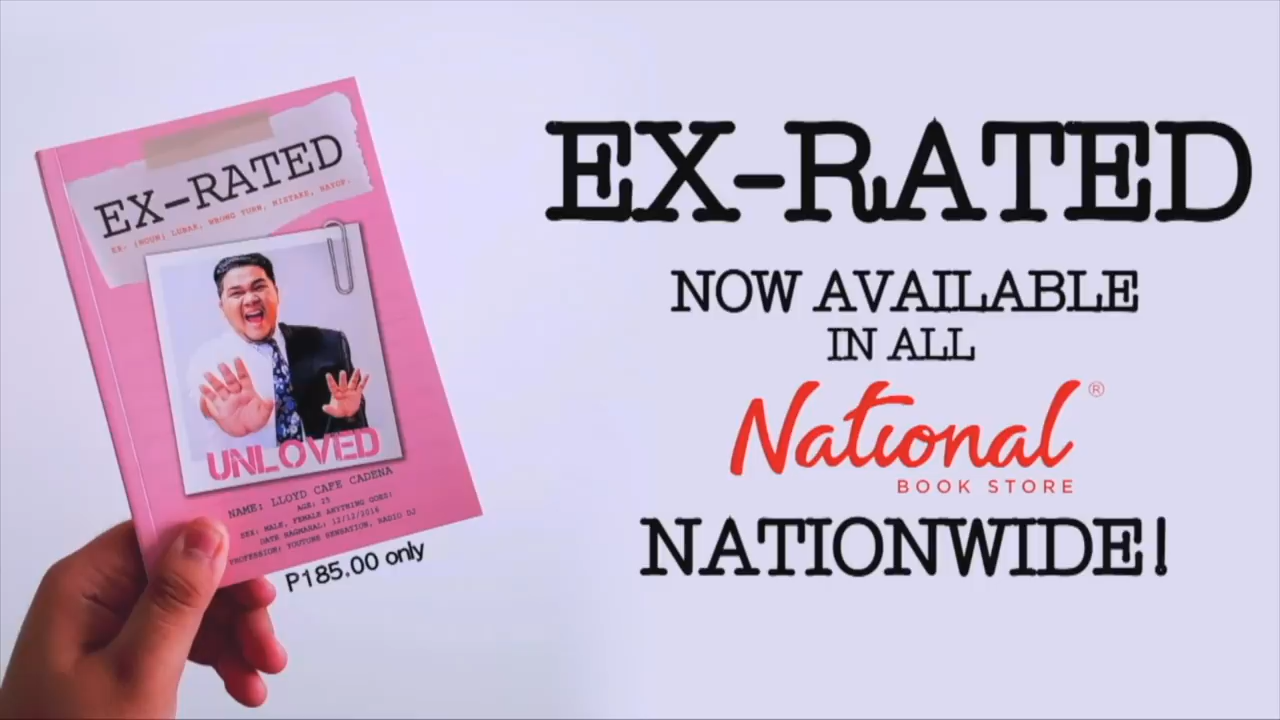 EX-RATED
EX. (NOUN) LUBAK, WRONG TURN, MISTAKE, HAYOP.
UNLOVED
NAME: LLOYD CAFE CADENA
AGE: 23
SEX: MALE, FEMALE ANYTHING GOES!
DATE NAGMAHAL: 12/12/2016
PROFESSION: YOUTUBE SENSATION, RADIO DJ
P185.00 only
EX-RATED
NOW AVAILABLE
IN ALL
National®
BOOK STORE
NATIONWIDE!